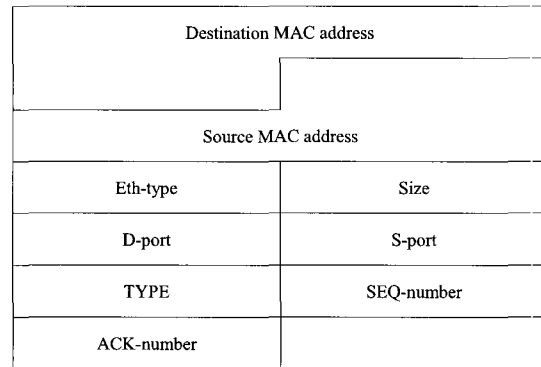 Destination MAC address
Source MAC address
Eth-type
Size
D-port
S-port
TYPE
SEQ-number
ACK-number